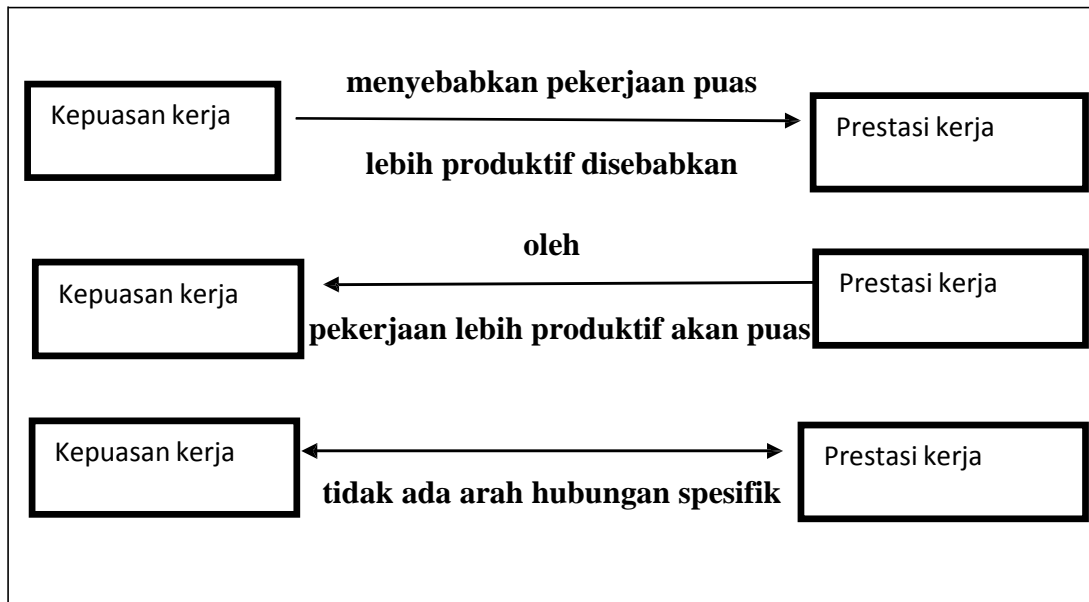 menyebabkan pekerjaan puas
Kepuasan kerja
Prestasi kerja
lebih produktif disebabkan
oleh
Kepuasan kerja
Prestasi kerja
pekerjaan lebih produktif akan puas
Kepuasan kerja
Prestasi kerja
tidak ada arah hubungan spesifik